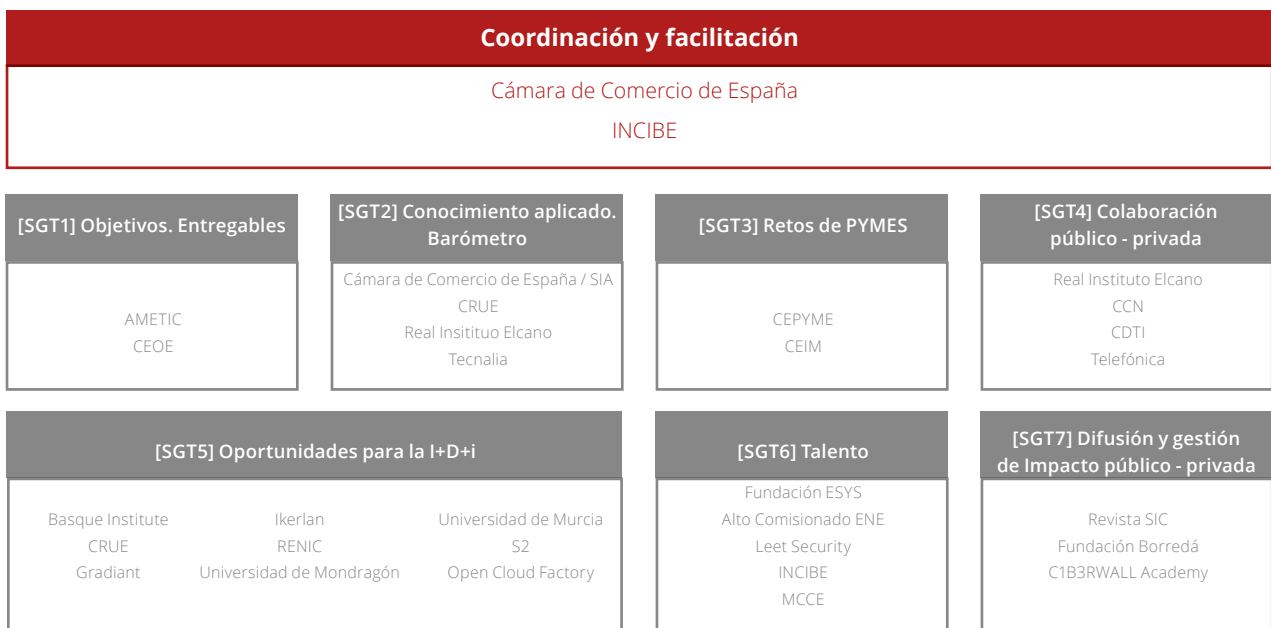 Coordinación y facilitación
Cámara de Comercio de España
INCIBE
[SGT1] Objetivos. Entregables
AMETIC
CEOE
[SGT2] Conocimiento aplicado.
Barómetro
Cámara de Comercio de España / SIA
CRUE
Real Insitituo Elcano
Tecnalia
[SGT3] Retos de PYMES
CEPYME
CEIM
[SGT4] Colaboración
público - privada
Real Instituto Elcano
CCN
CDTI
Telefónica
[SGT5] Oportunidades para la I+D+i
Basque Institute
CRUE
Gradiant
Ikerlan
RENIC
Universidad de Mondragón
Universidad de Murcia
S2
Open Cloud Factory
[SGT6] Talento
Fundación ESYS
Alto Comisionado ENE
Leet Security
INCIBE
MCCE
[SGT7] Difusión y gestión
de Impacto público - privada
Revista SIC
Fundación Borredá
C1B3RWALL Academy